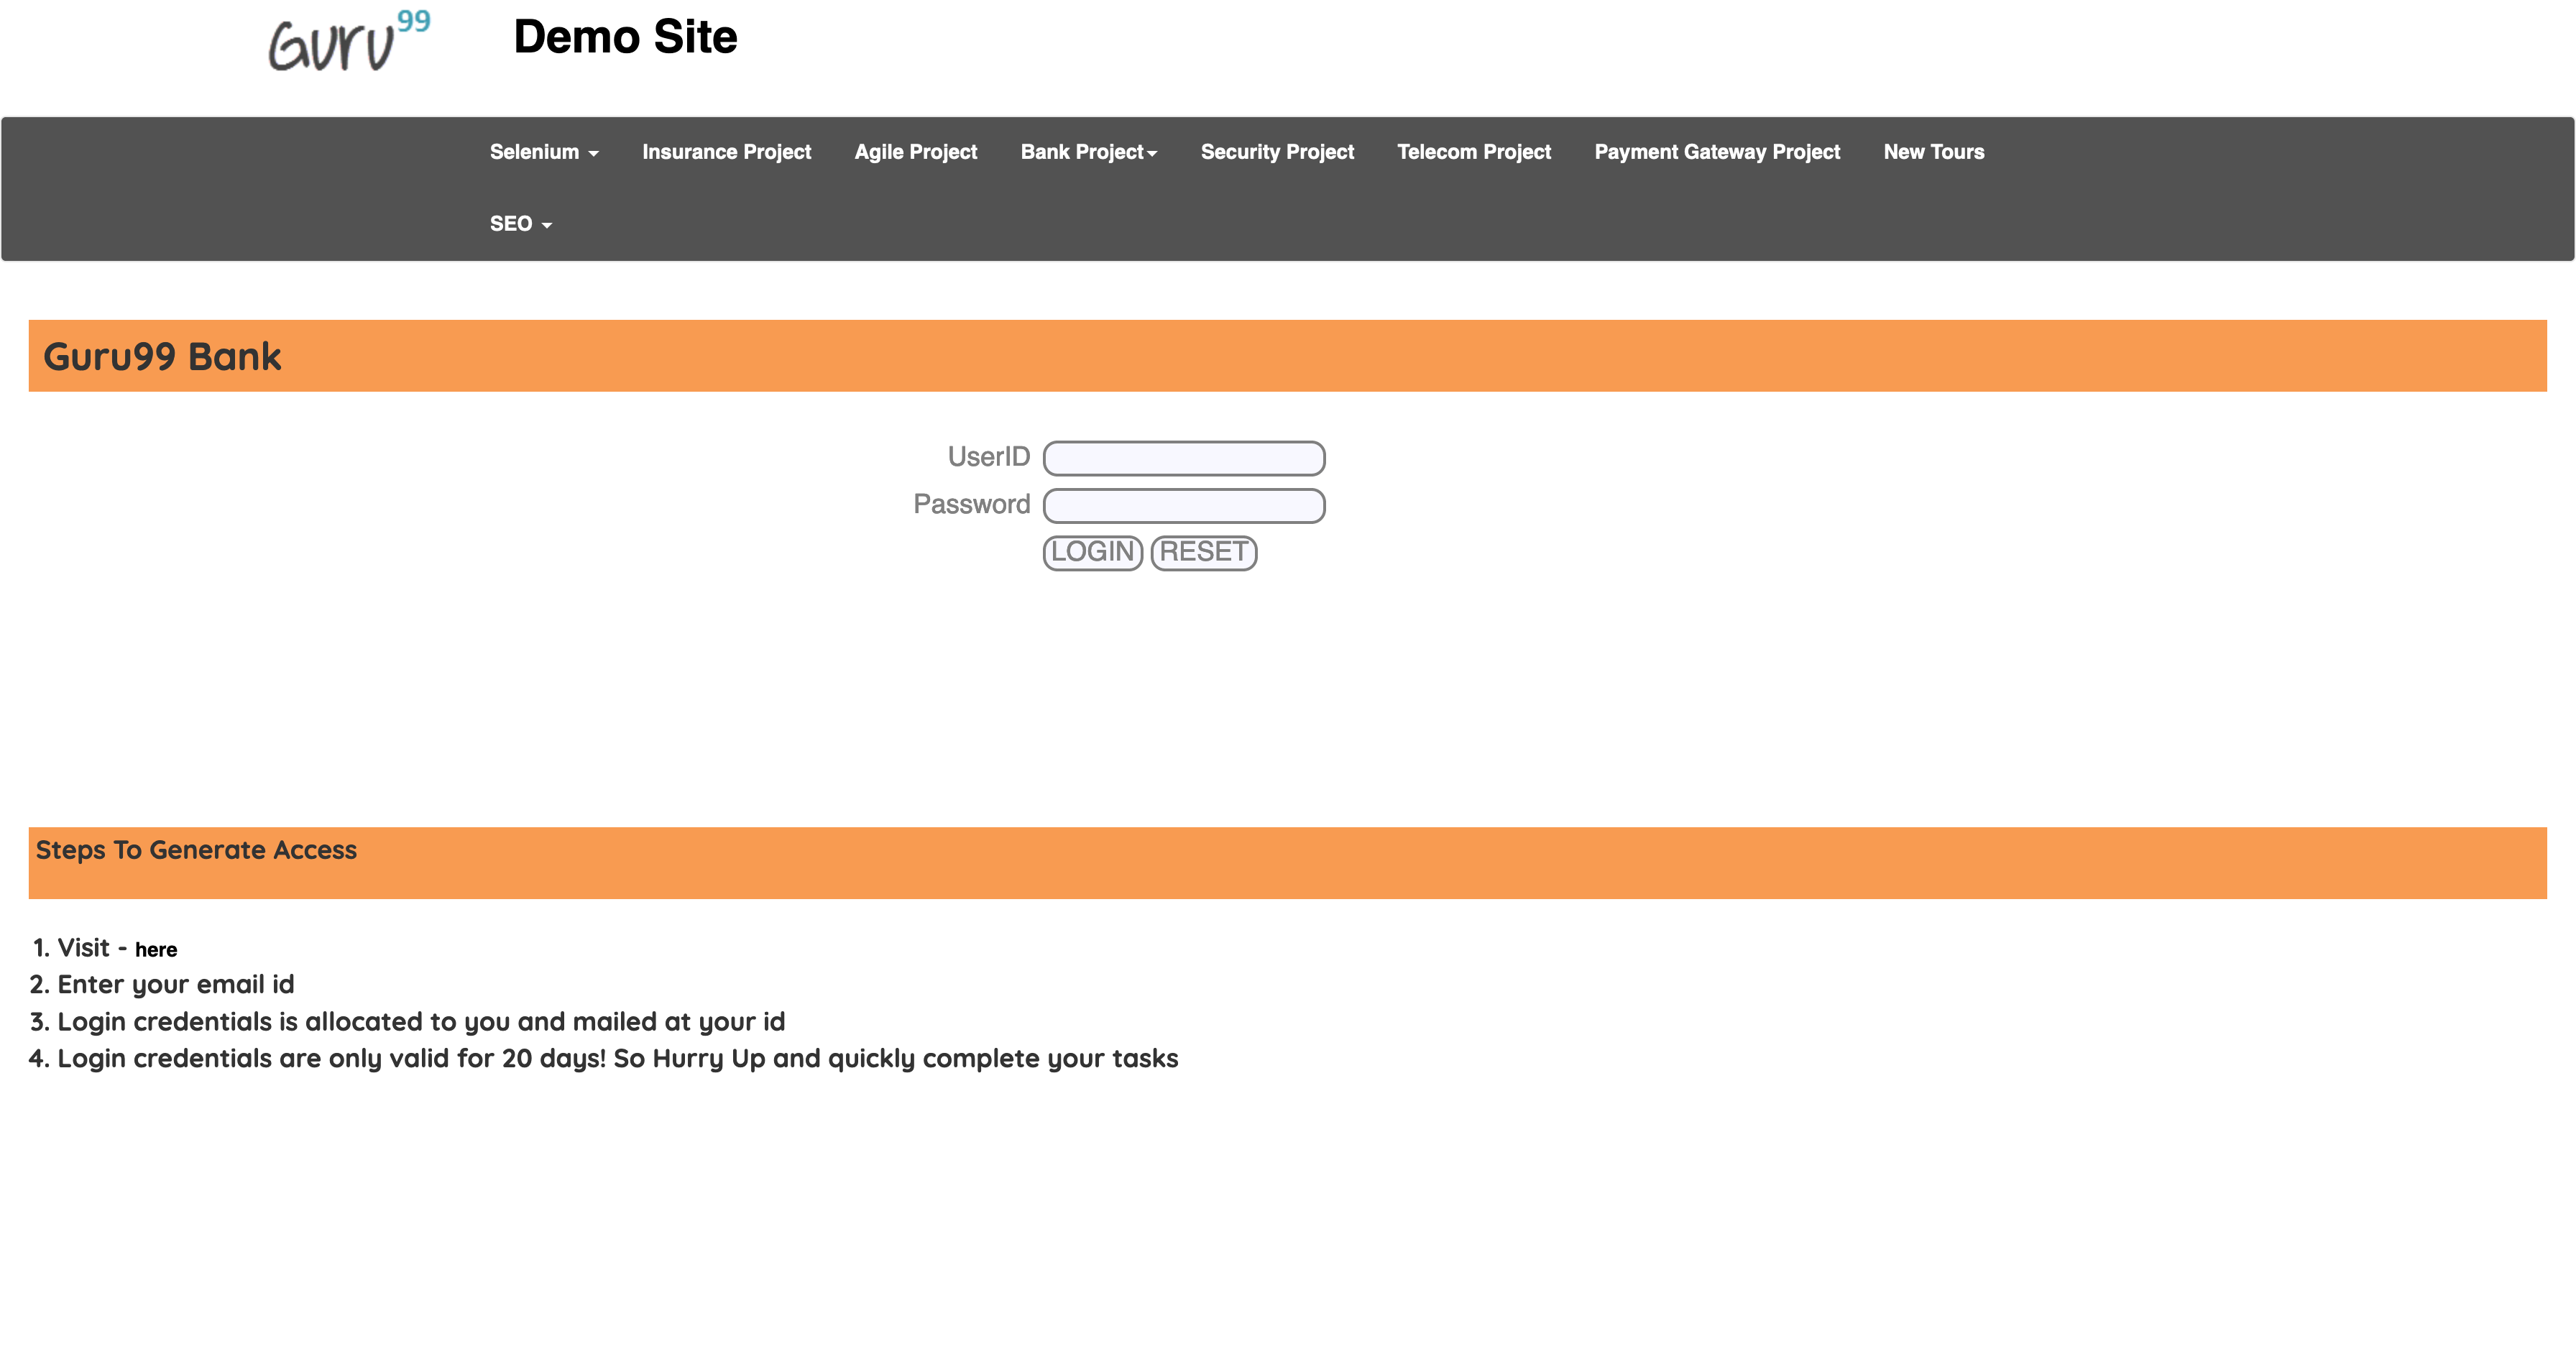 Guru99 Demo Site
Selenium Insurance Project Agile Project Bank Project Security Project Telecom Project Payment Gateway Project New Tours
SEO
Guru99 Bank
UserID
Password
LOGIN RESET
Steps To Generate Access
1. Visit - here
2. Enter your email id
3. Login credentials is allocated to you and mailed at your id
4. Login credentials are only valid for 20 days! So Hurry Up and quickly complete your tasks